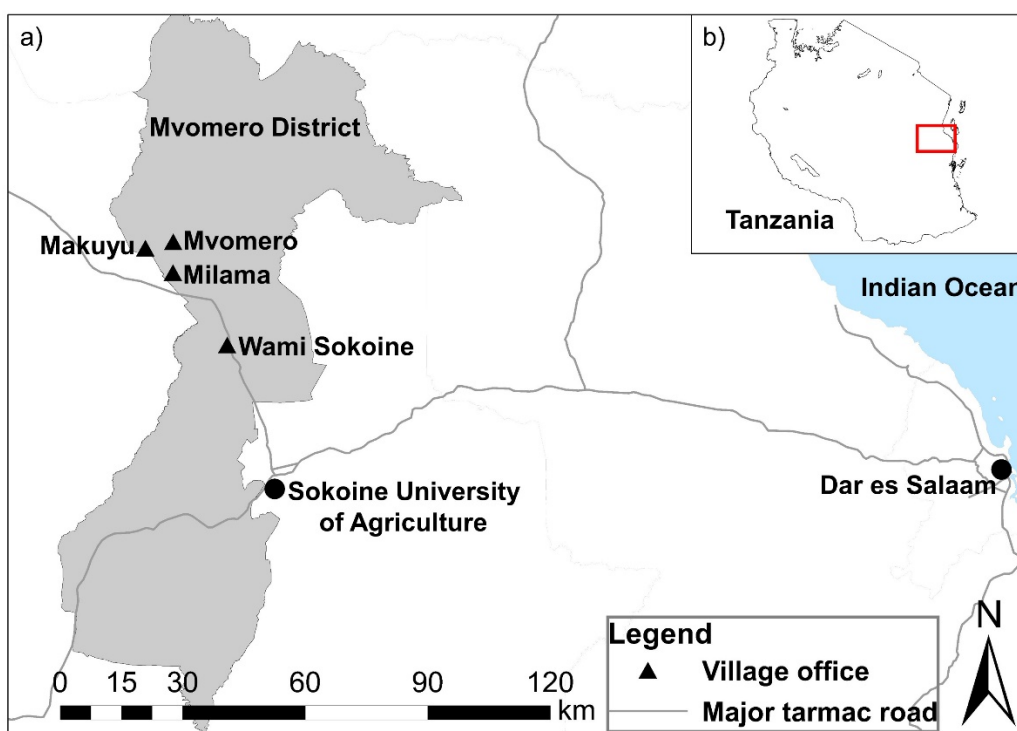 a)
b)
Mvomero District
Tanzania
Makuyu
Mvomero
Milama
Indian Ocean
Wami Sokoine
Sokoine University
of Agriculture
Dar es Salaam
N
Legend
Village office
Major tarmac road
0 15 30 60 90 120
km